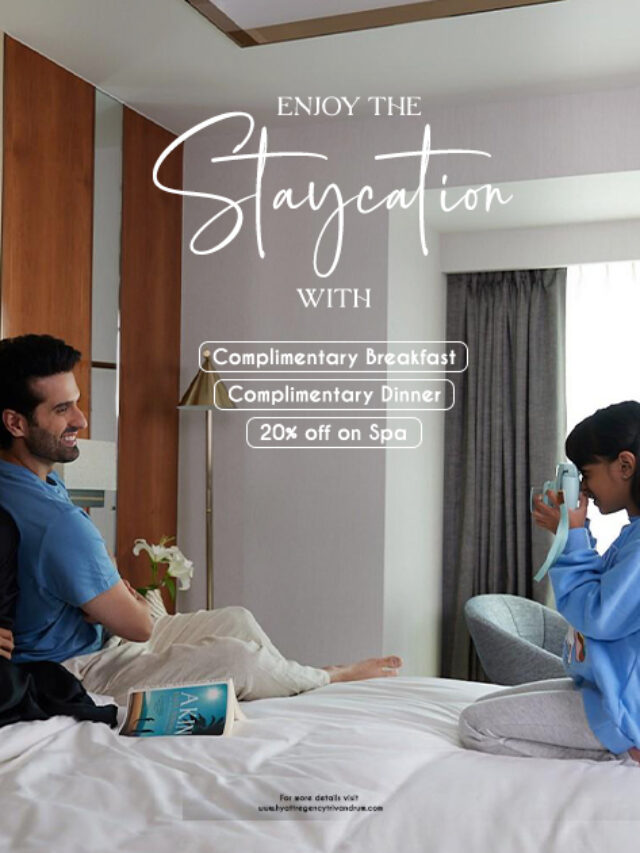 ENJOY THE
Staycation
WITH
Complimentary Breakfast
Complimentary Dinner
20% off on Spa
AKIN
For more details visit
www.hyattregencytrivandrum.com